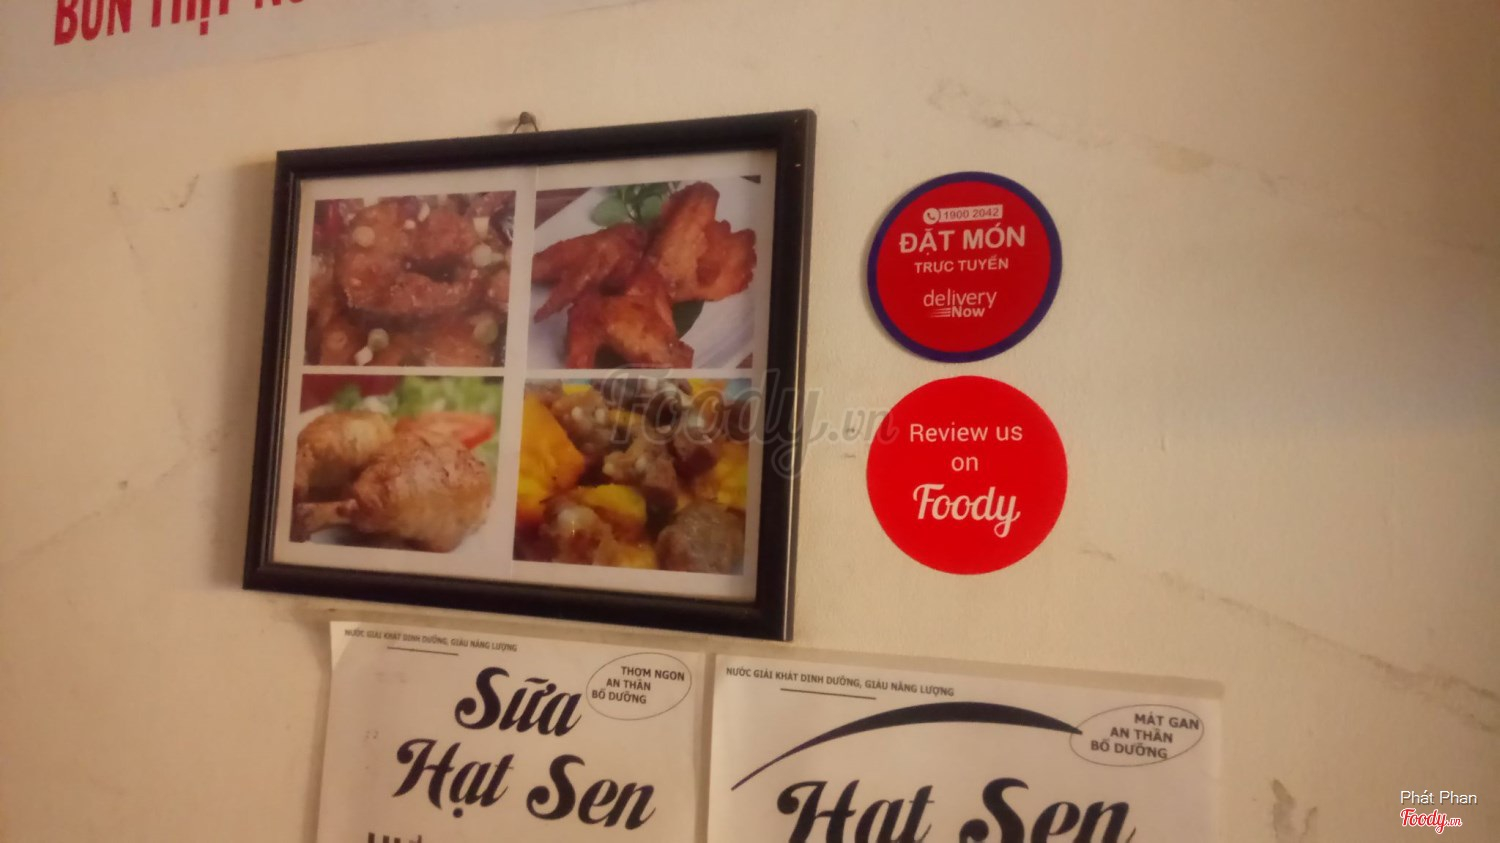 BÚN THỊT
1900 2042
ĐẶT MÓN
TRỰC TUYẾN
delivery
Now
Foody.vn
Review us
on
Foody
NƯỚC GIẢI KHÁT DINH DƯỠNG, GIÀU NĂNG LƯỢNG
THƠM NGON
AN THẦN
BỔ DƯỠNG
Sữa
Hạt Sen
NƯỚC GIẢI KHÁT DINH DƯỠNG, GIÀU NĂNG LƯỢNG
MÁT GAN
AN THẦN
BỔ DƯỠNG
Hạt Sen
Phát Phan
Foody.vn